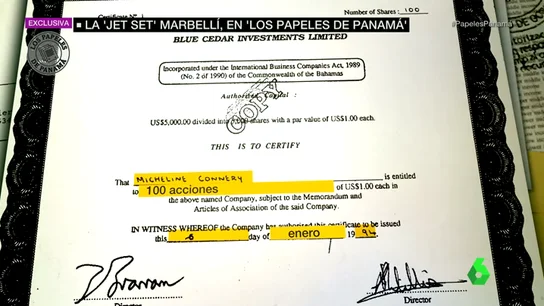 EXCLUSIVA
LA 'JET SET' MARBELLÍ, EN 'LOS PAPELES DE PANAMÁ'
#PapelesPanama
LOS PAPELES DE PANAMÁ
Number of Shares : 100
BLUE CEDAR INVESTMENTS LIMITED
Incorporated under the International Business Companies Act, 1989
(No. 2 of 1990) of the Commonwealth of the Bahamas
Authorised Capital :
COPY
US$5,000.00 divided into 5,000 shares with a par value of US$1.00 each.
THIS IS TO CERTIFY
That MICHELINE CONNERY is entitled
to 100 acciones of US$1.00 each in
the above named Company, subject to the Memorandum and
Articles of Association of the said Company.
IN WITNESS WHEREOF the Company has authorised this certificate to be issued
this 6 day of enero 1994.
Director
Director